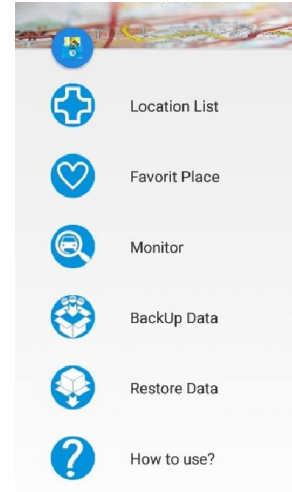 Location List
Favorit Place
Monitor
BackUp Data
Restore Data
How to use?